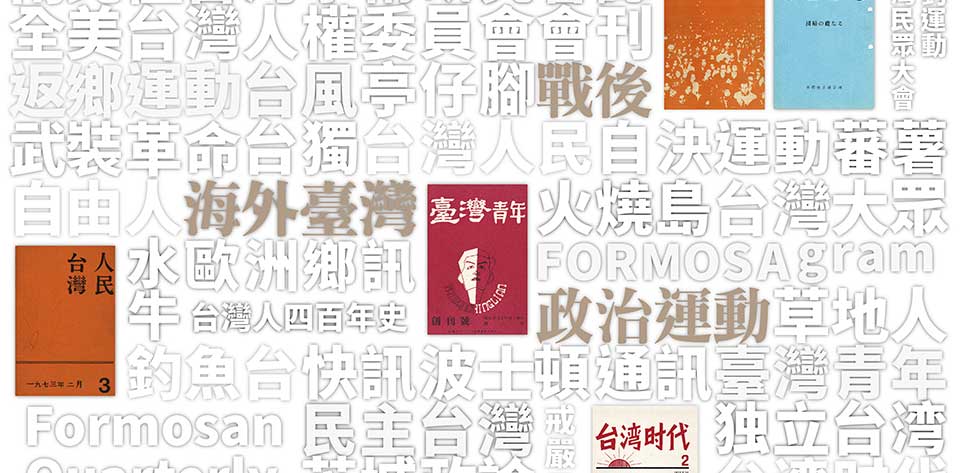 全美台灣人權委員會會刊
返鄉運動台風亭仔腳戰後
武裝革命台獨台灣人民自決運動蕃薯
自由人海外臺灣
火燒島台灣大眾
水牛
歐洲鄉訊
FORMOSAgram
台灣人四百年史
政治運動草地人
釣魚台快訊波士頓通訊臺灣青年
Formosan
民主台灣
戒嚴
独立台湾
Quarterly
運動
灣民眾大會
臺灣青年
創刊號
人民
台灣
一九七三年二月
3
台湾时代
2